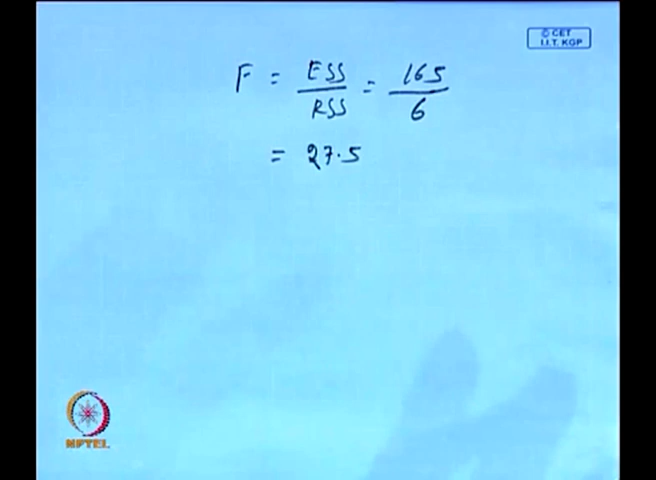 © CET
I.I.T. KGP
F = ESS / RSS = 165 / 6
= 27.5
NPTEL